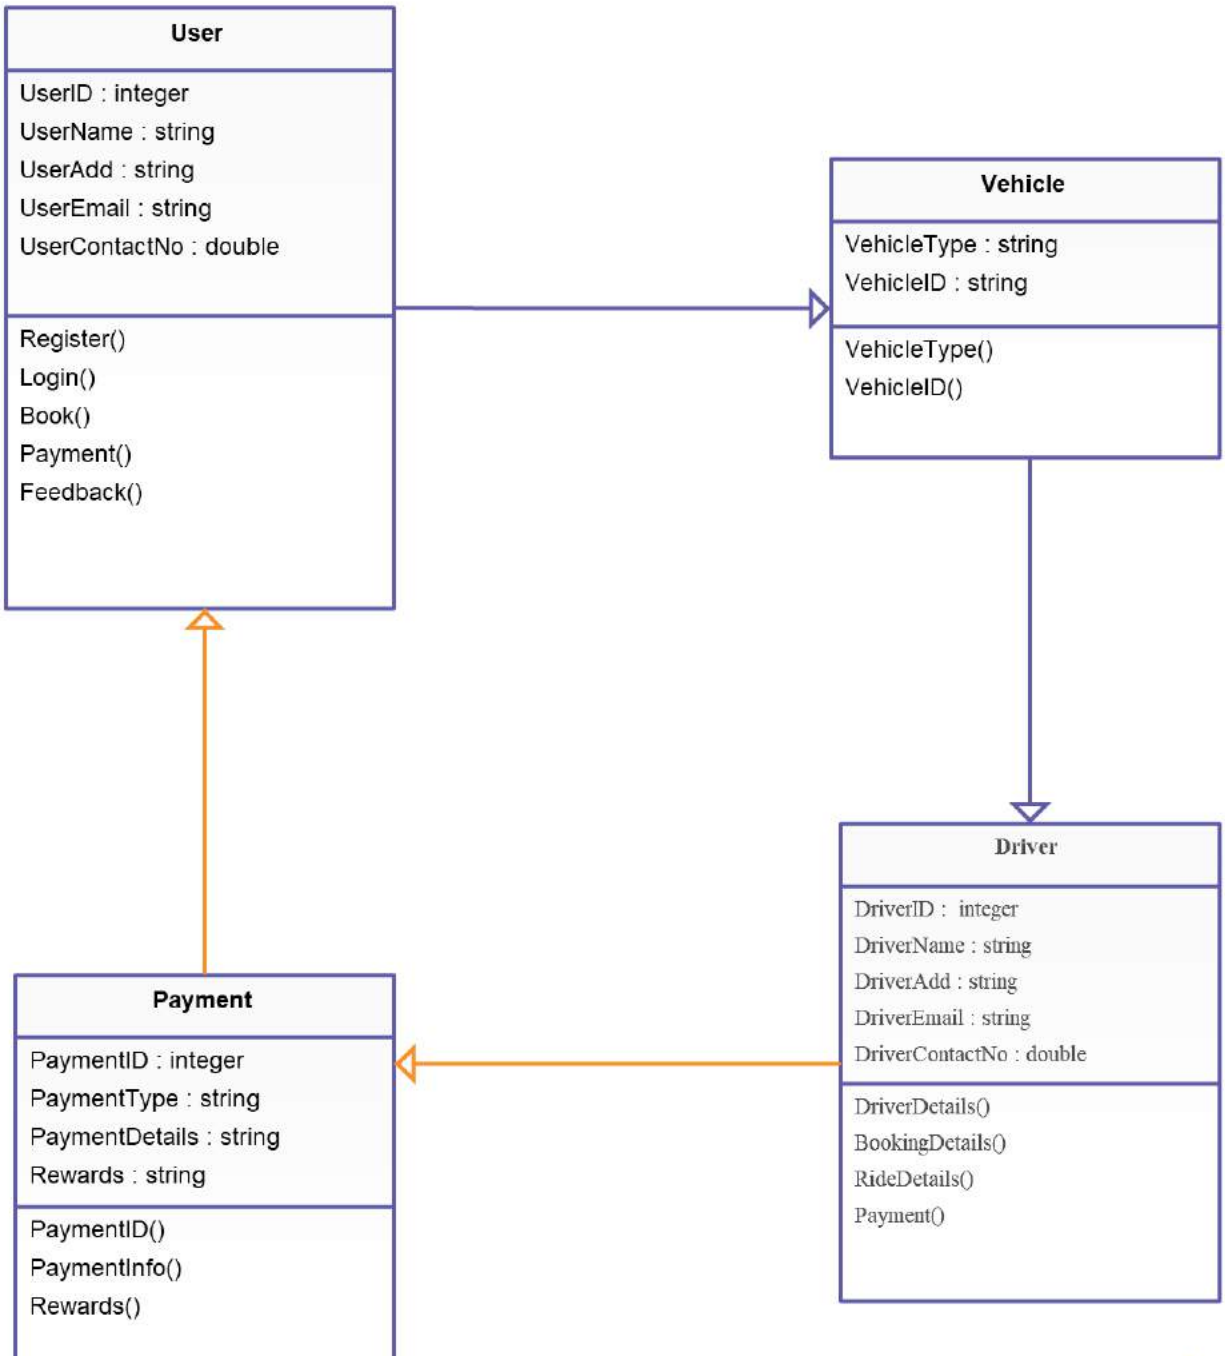 User
UserID : integer
UserName : string
UserAdd : string
UserEmail : string
UserContactNo : double
Register()
Login()
Book()
Payment()
Feedback()
Vehicle
VehicleType : string
VehicleID : string
VehicleType()
VehicleID()
Payment
PaymentID : integer
PaymentType : string
PaymentDetails : string
Rewards : string
PaymentID()
PaymentInfo()
Rewards()
Driver
DriverID :  integer
DriverName : string
DriverAdd : string
DriverEmail : string
DriverContactNo : double
DriverDetails()
BookingDetails()
RideDetails()
Payment()